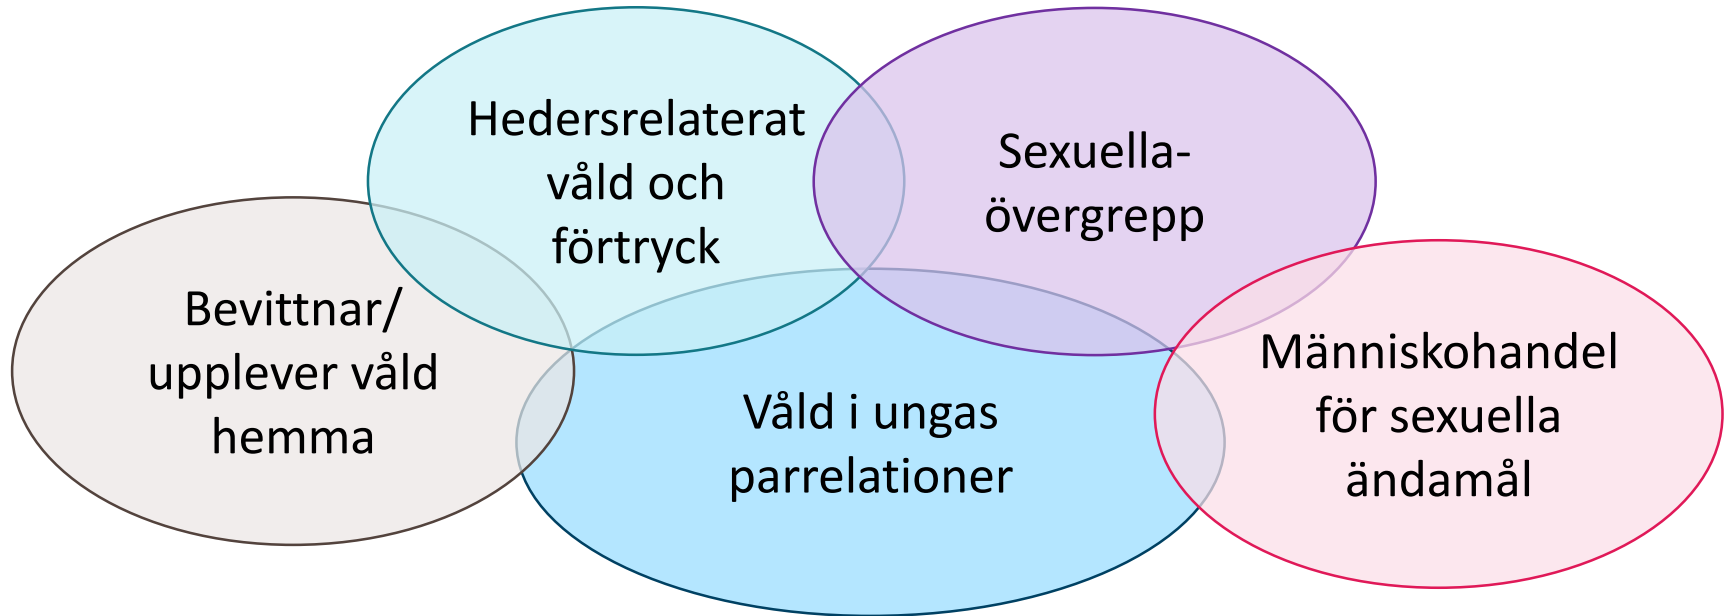 Hedersrelaterat
våld och
förtryck
Sexuella-
övergrepp
Bevittnar/
upplever våld
hemma
Våld i ungas
parrelationer
Människohandel
för sexuella
ändamål